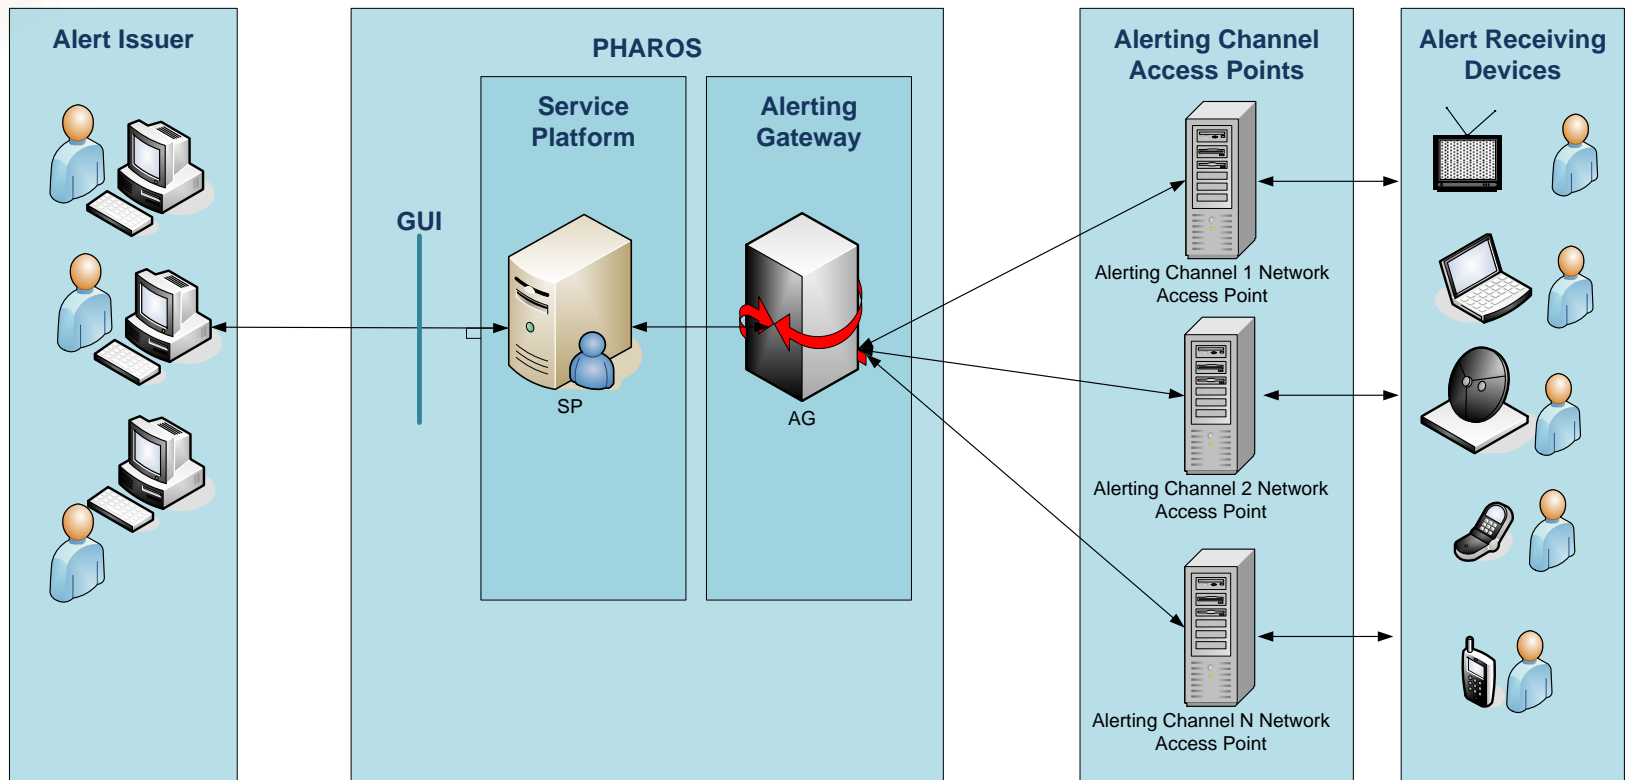 Alert Issuer
PHAROS
Service
Platform
Alerting
Gateway
GUI
SP
AG
Alerting Channel
Access Points
Alerting Channel 1 Network
Access Point
Alerting Channel 2 Network
Access Point
Alerting Channel N Network
Access Point
Alert Receiving
Devices